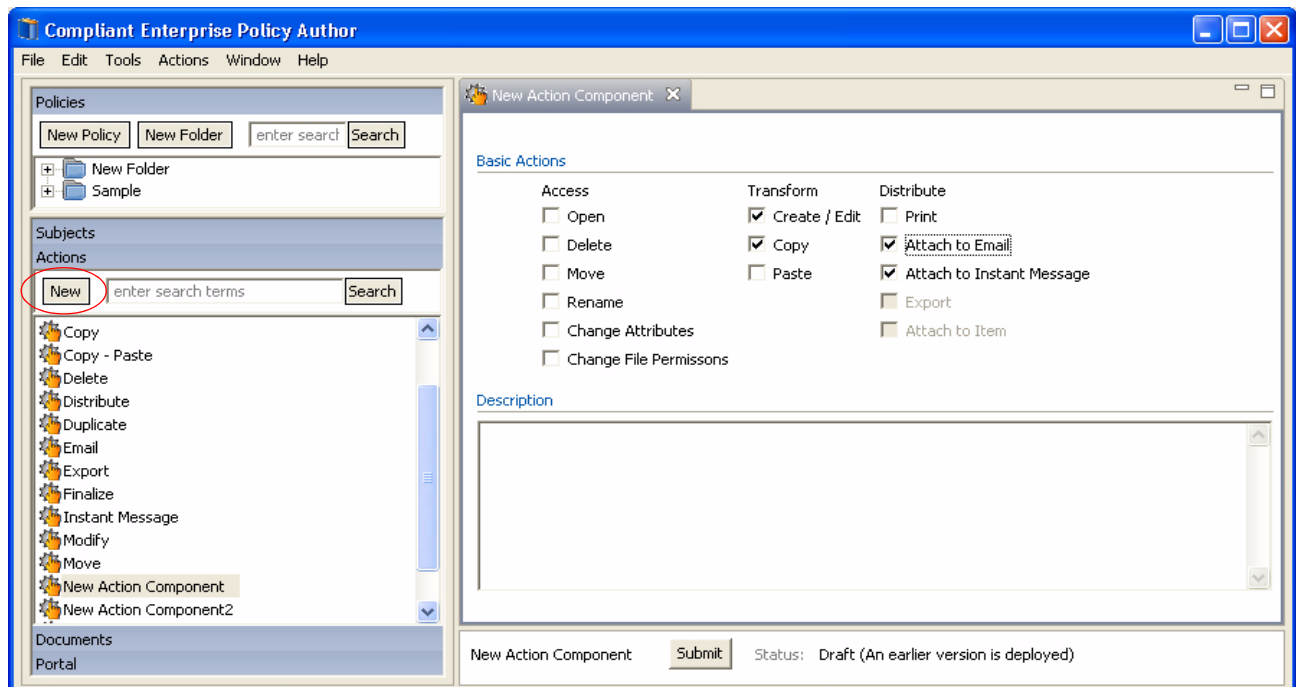 Compliant Enterprise Policy Author
File Edit Tools Actions Window Help
Policies
New Policy New Folder enter search Search
New Folder
Sample
Subjects
Actions
New enter search terms Search
Copy
Copy - Paste
Delete
Distribute
Duplicate
Email
Export
Finalize
Instant Message
Modify
Move
New Action Component
New Action Component2
Documents
Portal
New Action Component
Basic Actions
Access Transform Distribute
Open Create / Edit Print
Delete Copy Attach to Email
Move Paste Attach to Instant Message
Rename Export
Change Attributes Attach to Item
Change File Permissons
Description
New Action Component Submit Status: Draft (An earlier version is deployed)